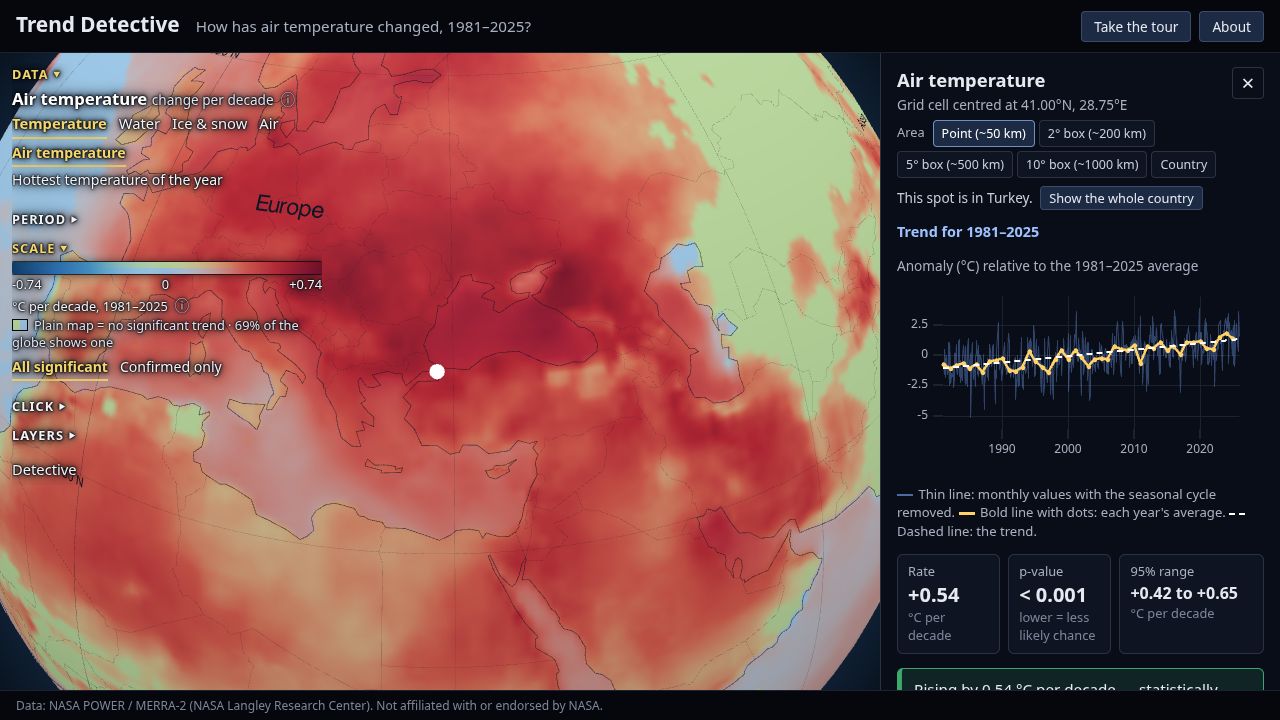 Trend Detective
How has air temperature changed, 1981–2025?
Take the tour
About
DATA ▾
Air temperature change per decade ⓘ
Temperature Water Ice & snow Air
Air temperature
Hottest temperature of the year
PERIOD ▸
SCALE ▾
-0.74 0 +0.74
°C per decade, 1981–2025 ⓘ
Plain map = no significant trend · 69% of the
globe shows one
All significant Confirmed only
CLICK ▸
LAYERS ▸
Detective
Europe
Air temperature
✕
Grid cell centred at 41.00°N, 28.75°E
Area Point (~50 km) 2° box (~200 km)
5° box (~500 km) 10° box (~1000 km) Country
This spot is in Turkey. Show the whole country
Trend for 1981–2025
Anomaly (°C) relative to the 1981–2025 average
2.5
0
-2.5
-5
1990 2000 2010 2020
Thin line: monthly values with the seasonal cycle
removed. Bold line with dots: each year's average.
Dashed line: the trend.
Rate
+0.54
°C per
decade
p-value
< 0.001
lower = less
likely chance
95% range
+0.42 to +0.65
°C per decade
Rising by 0.54 °C per decade — statistically
Data: NASA POWER / MERRA-2 (NASA Langley Research Center). Not affiliated with or endorsed by NASA.